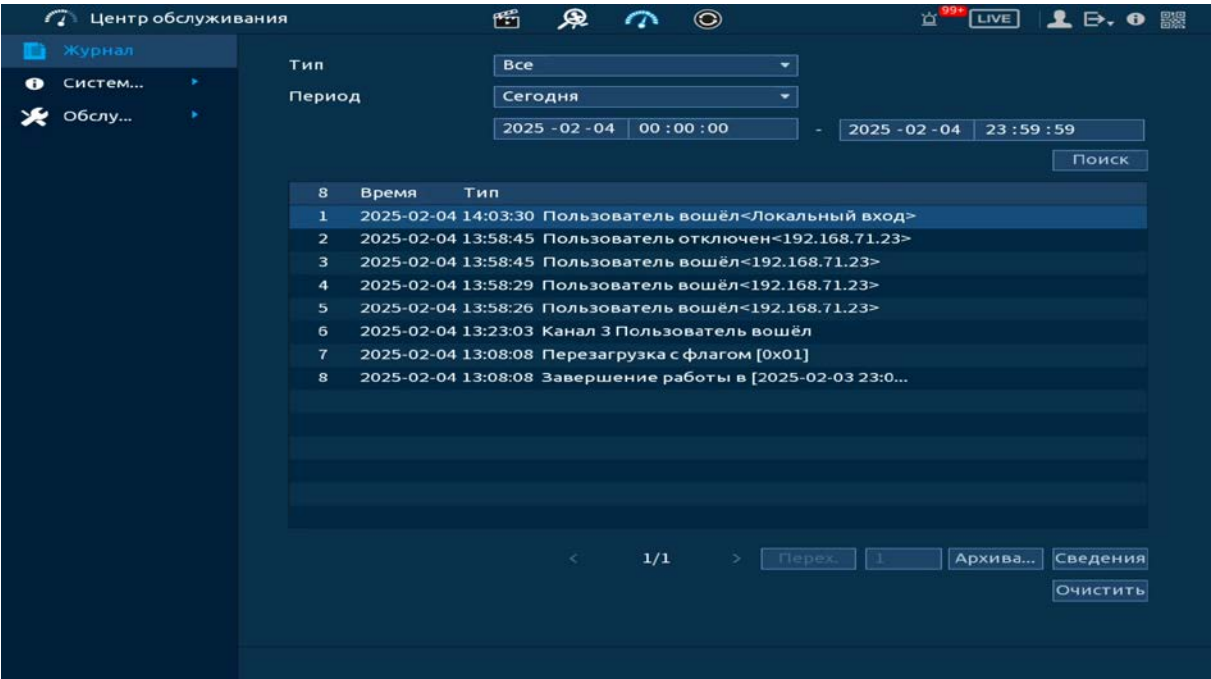 Центр обслуживания 99+ LIVE
Журнал
Систем...
Обслу...
Тип Все
Период Сегодня
2025 -02 -04 00 :00 :00 - 2025 -02 -04 23 :59 :59
Поиск
8 Время Тип
1 2025-02-04 14:03:30 Пользователь вошёл<Локальный вход>
2 2025-02-04 13:58:45 Пользователь отключен<192.168.71.23>
3 2025-02-04 13:58:45 Пользователь вошёл<192.168.71.23>
4 2025-02-04 13:58:29 Пользователь вошёл<192.168.71.23>
5 2025-02-04 13:58:26 Пользователь вошёл<192.168.71.23>
6 2025-02-04 13:23:03 Канал 3 Пользователь вошёл
7 2025-02-04 13:08:08 Перезагрузка с флагом [0x01]
8 2025-02-04 13:08:08 Завершение работы в [2025-02-03 23:0...
< 1/1 > Перех. 1 Архива... Сведения
Очистить